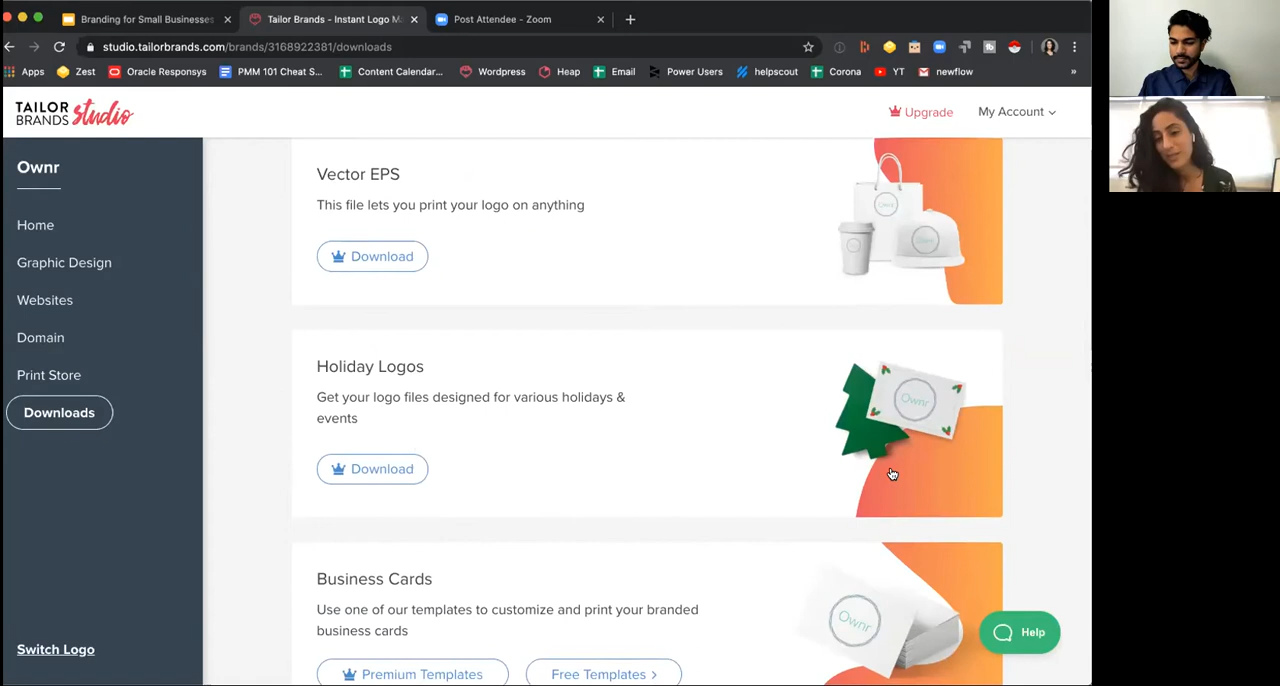 Branding for Small Businesses
Tailor Brands - Instant Logo M
Post Attendee - Zoom
studio.tailorbrands.com/brands/3168922381/downloads
Apps
Zest
Oracle Responsys
PMM 101 Cheat S...
Content Calendar...
Wordpress
Heap
Email
Power Users
helpscout
Corona
YT
newflow
»
TAILOR
BRANDS Studio
Upgrade
My Account
Ownr
Home
Graphic Design
Websites
Domain
Print Store
Downloads
Switch Logo
Vector EPS
This file lets you print your logo on anything
Download
Holiday Logos
Get your logo files designed for various holidays &
events
Download
Ownr
Business Cards
Use one of our templates to customize and print your branded
business cards
Premium Templates
Free Templates >
Ownr
Help